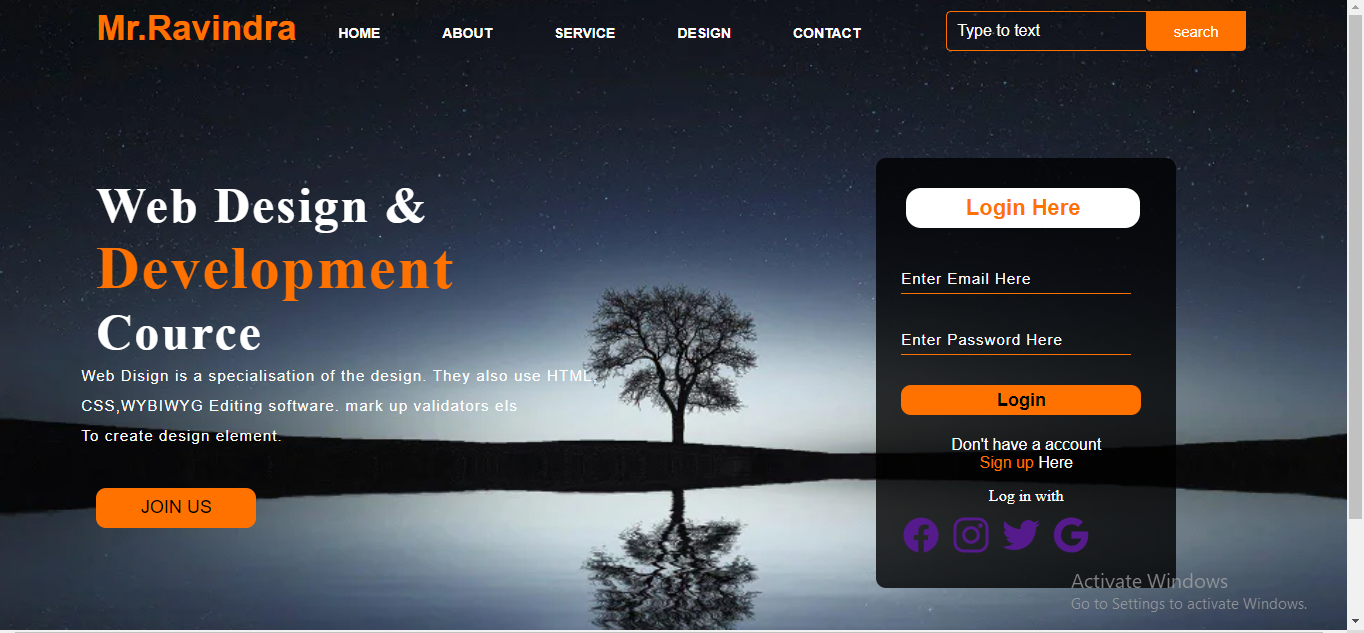 Mr.Ravindra
HOME ABOUT SERVICE DESIGN CONTACT
Type to text
search
Web Design &
Development
Cource
Web Disign is a specialisation of the design. They also use HTML,
CSS,WYBIWYG Editing software. mark up validators els
To create design element.
JOIN US
Login Here
Enter Email Here
Enter Password Here
Login
Don't have a account
Sign up Here
Log in with
Activate Windows
Go to Settings to activate Windows.